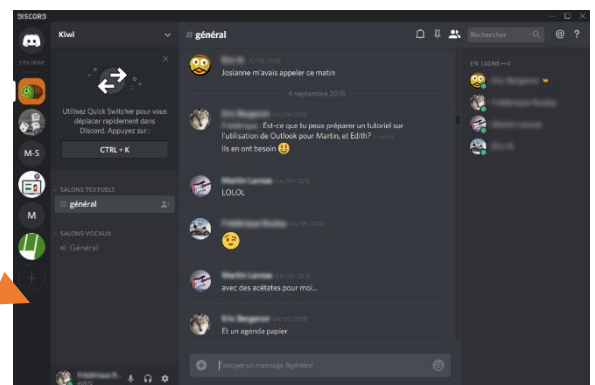 DISCORD
Kiwi
# général
Rechercher
@ ?
2 EN LIGNE
Josianne m'avais appeler ce matin
EN LIGNE—4
4 septembre 2018
Utilisez Quick Switcher pour vous
déplacer rapidement dans
Discord. Appuyez sur :
CTRL + K
: Est-ce que tu peux préparer un tutoriel sur
l'utilisation de Outlook pour Martin, et Edith?
Ils en ont besoin
M-S
SALONS TEXTUELS
# général
LOLOL
M
SALONS VOCAUX
Général
avec des acétates pour moi...
Et un agenda papier
Envoyer un message à